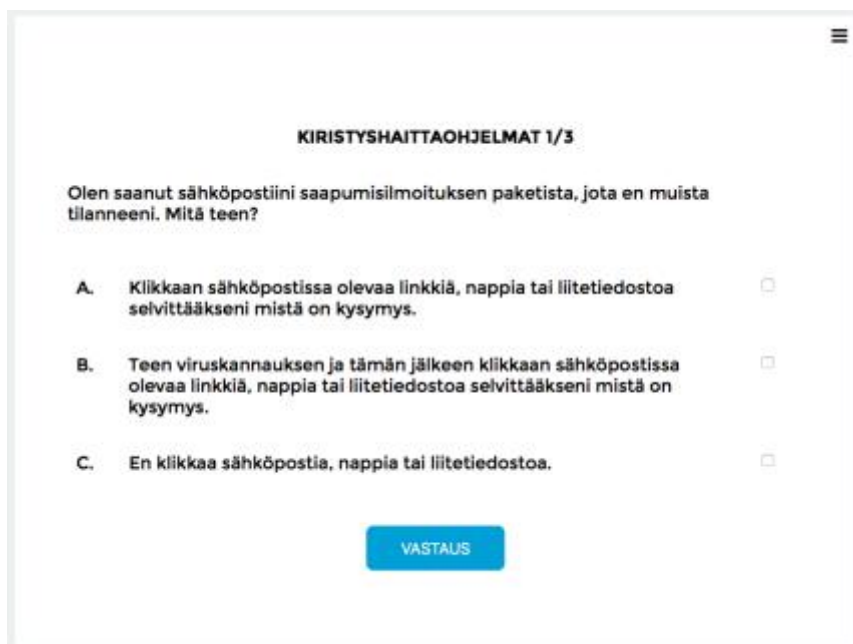 KIRISTYSHAITTAOHJELMAT 1/3
Olen saanut sähköpostiini saapumisilmoituksen paketista, jota en muista
tilanneeni. Mitä teen?
A. Klikkaan sähköpostissa olevaa linkkiä, nappia tai liitetiedostoa
selvittääkseni mistä on kysymys.
B. Teen viruskannauksen ja tämän jälkeen klikkaan sähköpostissa
olevaa linkkiä, nappia tai liitetiedostoa selvittääkseni mistä on
kysymys.
C. En klikkaa sähköpostia, nappia tai liitetiedostoa.
VASTAUS